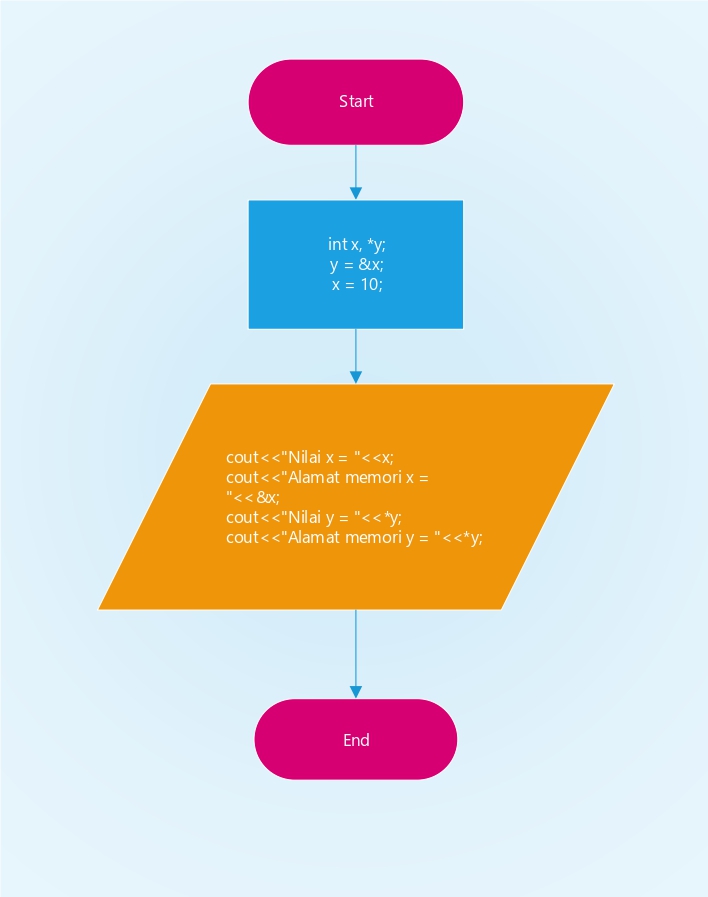 Start
int x, *y;
y = &x;
x = 10;
cout<<"Nilai x = "<<x;
cout<<"Alamat memori x =
"<<&x;
cout<<"Nilai y = "<<*y;
cout<<"Alamat memori y = "<<*y;
End